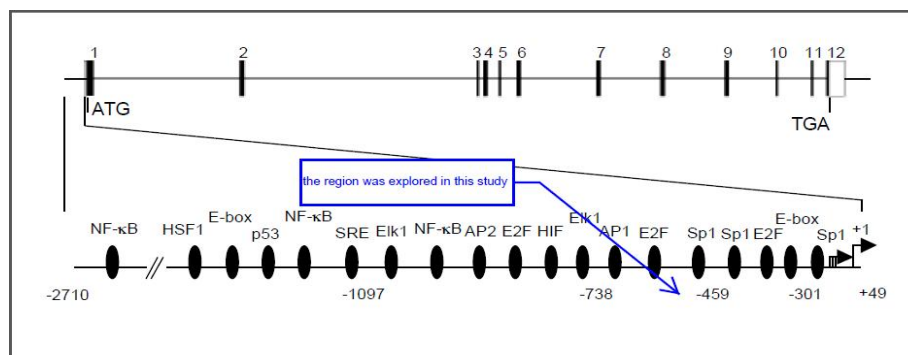 1 2 3 4 5 6 7 8 9 10 11 12
ATG TGA
the region was explored in this study
NF-κB HSF1 E-box p53 NF-κB SRE Elk1 NF-κB AP2 E2F HIF Elk1 AP1 E2F Sp1 Sp1 E2F E-box Sp1 +1
-2710 -1097 -738 -459 -301 +49